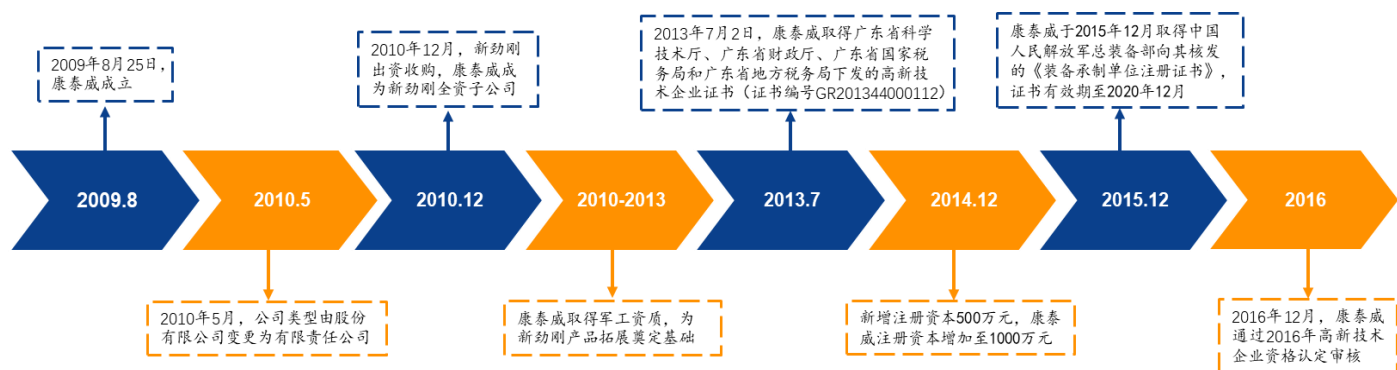 2009年8月25日,
康泰威成立
2010年12月，新劲刚
出资收购，康泰威成
为新劲刚全资子公司
2013年7月2日，康泰威取得广东省科学
技术厅、广东省财政厅、广东省国家税
务局和广东省地方税务局下发的高新技
术企业证书（证书编号GR201344000112）
康泰威于2015年12月取得中国
人民解放军总装备部向其核发
的《装备承制单位注册证书》，
证书有效期至2020年12月
2009.8
2010.5
2010.12
2010-2013
2013.7
2014.12
2015.12
2016
2010年5月，公司类型由股份
有限公司变更为有限责任公司
康泰威取得军工资质，为
新劲刚产品拓展奠定基础
新增注册资本500万元，康泰
威注册资本增加至1000万元
2016年12月，康泰威
通过2016年高新技术
企业资格认定审核